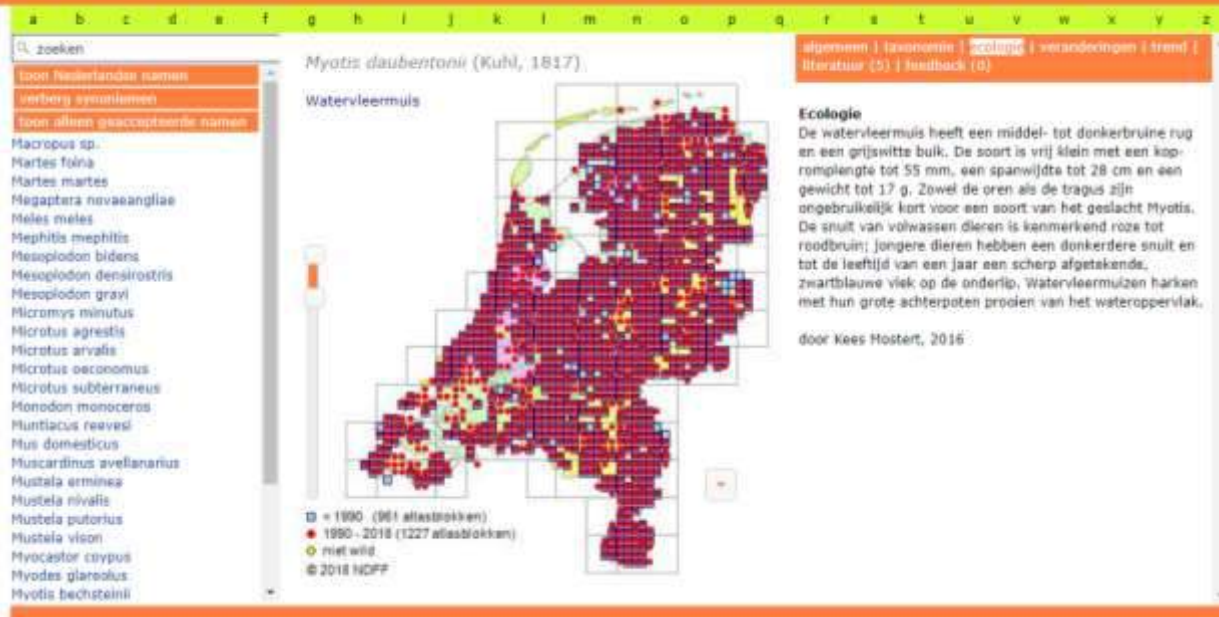 a b c d e f g h i j k l m n o p q r s t u v w x y z
zoeken
toon Nederlandse namen
verberg synoniemen
toon alleen geaccepteerde namen
Macropus sp.
Martes foina
Martes martes
Megaptera novaeangliae
Meles meles
Mephitis mephitis
Mesoplodon bidens
Mesoplodon densirostris
Mesoplodon grayi
Micromys minutus
Microtus agrestis
Microtus arvalis
Microtus oeconomus
Microtus subterraneus
Monodon monoceros
Muntiacus reevesi
Mus domesticus
Muscardinus avellanarius
Mustela erminea
Mustela nivalis
Mustela putorius
Mustela vison
Myocastor coypus
Myodes glareolus
Myotis bechsteinii
Myotis daubentonii (Kuhl, 1817)
Watervleermuis
< 1990 (961 atlasblokken)
1990 - 2018 (1227 atlasblokken)
niet wild
© 2018 NDFF
algemeen | taxonomie | ecologie | veranderingen | trend |
literatuur (5) | feedback (0)
Ecologie
De watervleermuis heeft een middel- tot donkerbruine rug
en een grijswitte buik. De soort is vrij klein met een kop-
romplengte tot 55 mm, een spanwijdte tot 28 cm en een
gewicht tot 17 g. Zowel de oren als de tragus zijn
ongebruikelijk kort voor een soort van het geslacht Myotis.
De snuit van volwassen dieren is kenmerkend roze tot
roodbruin; jongere dieren hebben een donkerdere snuit en
tot de leeftijd van een jaar een scherp afgetekende,
zwartblauwe vlek op de onderlip. Watervleermuizen harken
met hun grote achterpoten prooien van het wateroppervlak.
door Kees Mostert, 2016